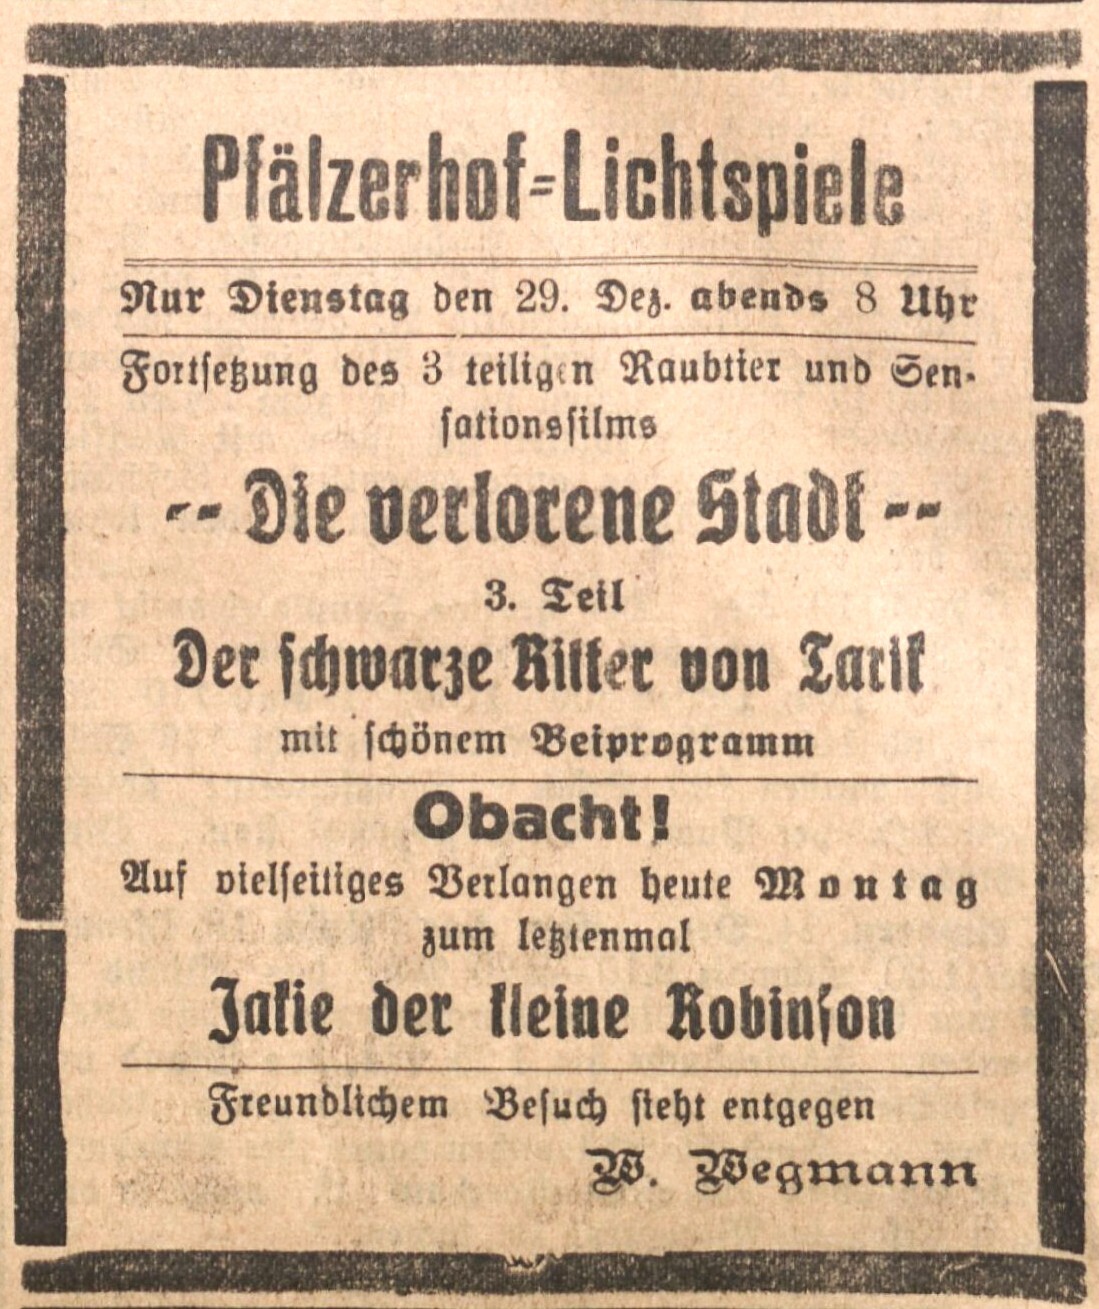 Pfälzerhof=Lichtspiele
Nur Dienstag den 29. Dez. abends 8 Uhr
Fortsetzung des 3 teiligen Raubtier und Sen-
sationsfilms
-- Die verlorene Stadt --
3. Teil
Der schwarze Ritter von Tarik
mit schönem Beiprogramm
Obacht!
Auf vielseitiges Verlangen heute Montag
zum letztenmal
Jakie der kleine Robinson
Freundlichem Besuch sieht entgegen
W. Wegmann